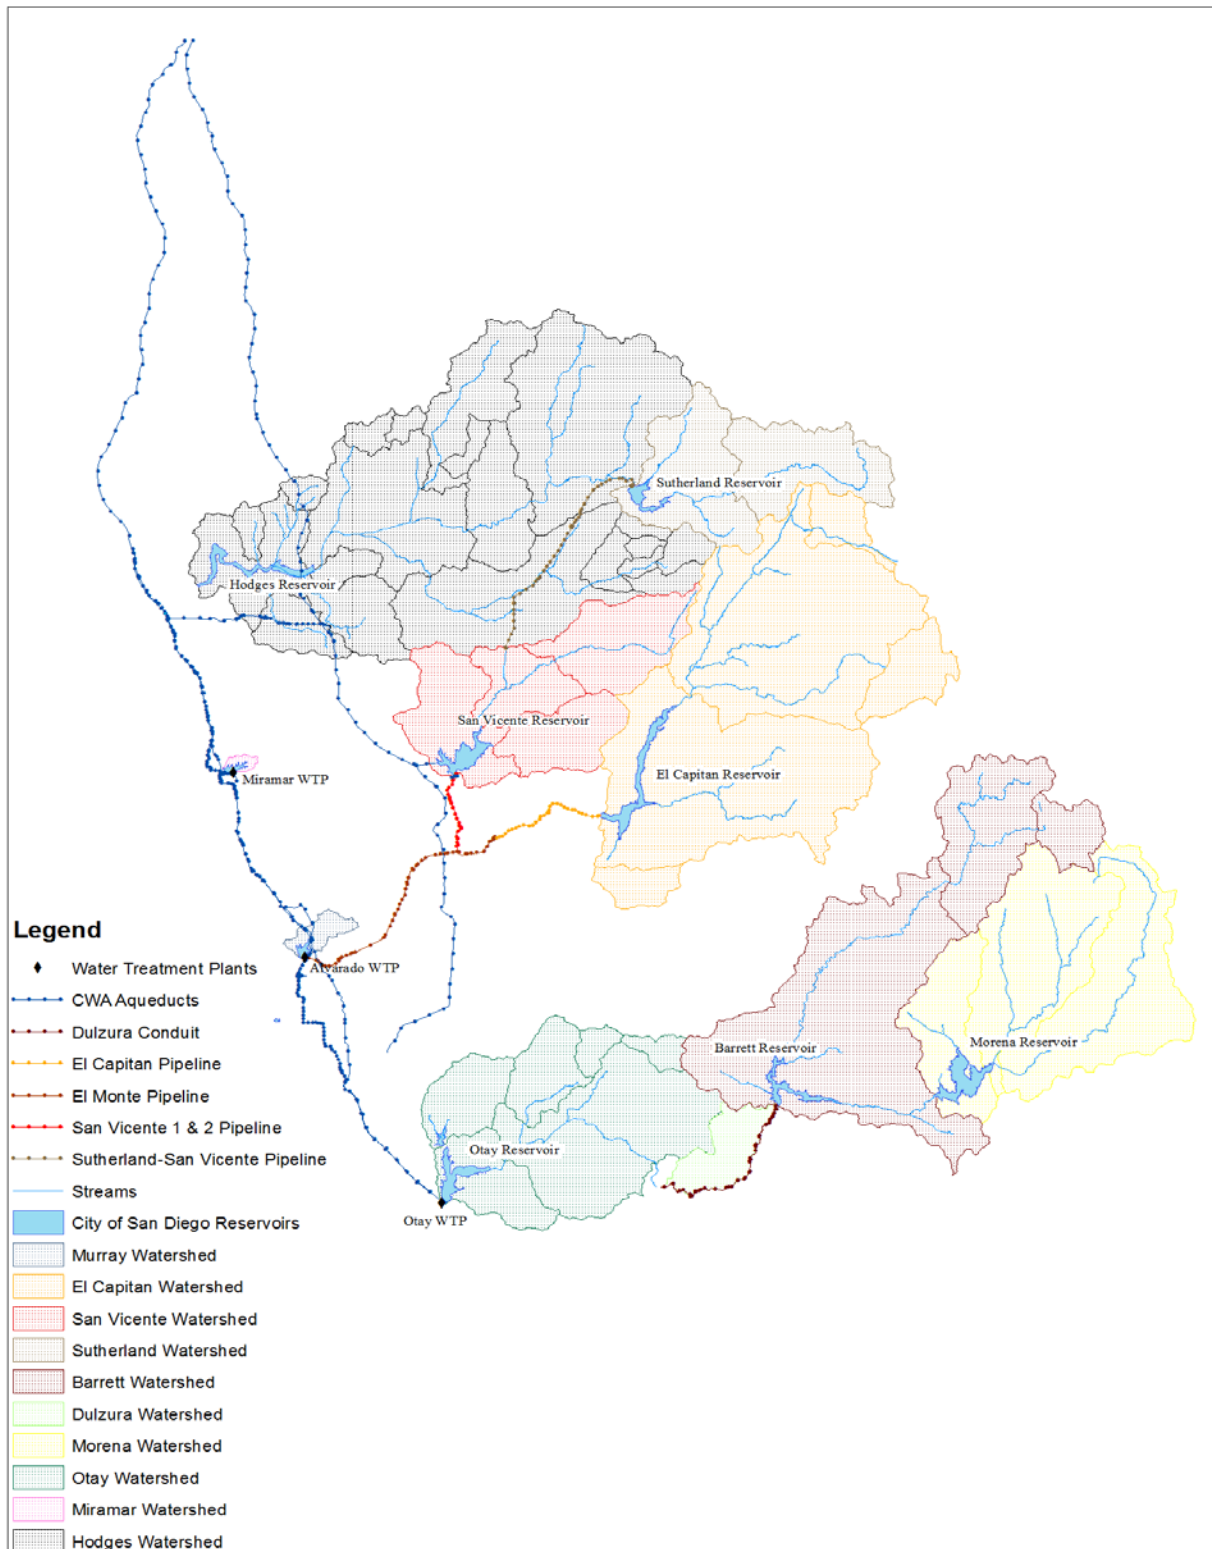 Sutherland Reservoir
Hodges Reservoir
San Vicente Reservoir
El Capitan Reservoir
Miramar WTP
Alvarado WTP
Barrett Reservoir
Morena Reservoir
Otay Reservoir
Otay WTP
Legend
Water Treatment Plants
CWA Aqueducts
Dulzura Conduit
El Capitan Pipeline
El Monte Pipeline
San Vicente 1 & 2 Pipeline
Sutherland-San Vicente Pipeline
Streams
City of San Diego Reservoirs
Murray Watershed
El Capitan Watershed
San Vicente Watershed
Sutherland Watershed
Barrett Watershed
Dulzura Watershed
Morena Watershed
Otay Watershed
Miramar Watershed
Hodges Watershed